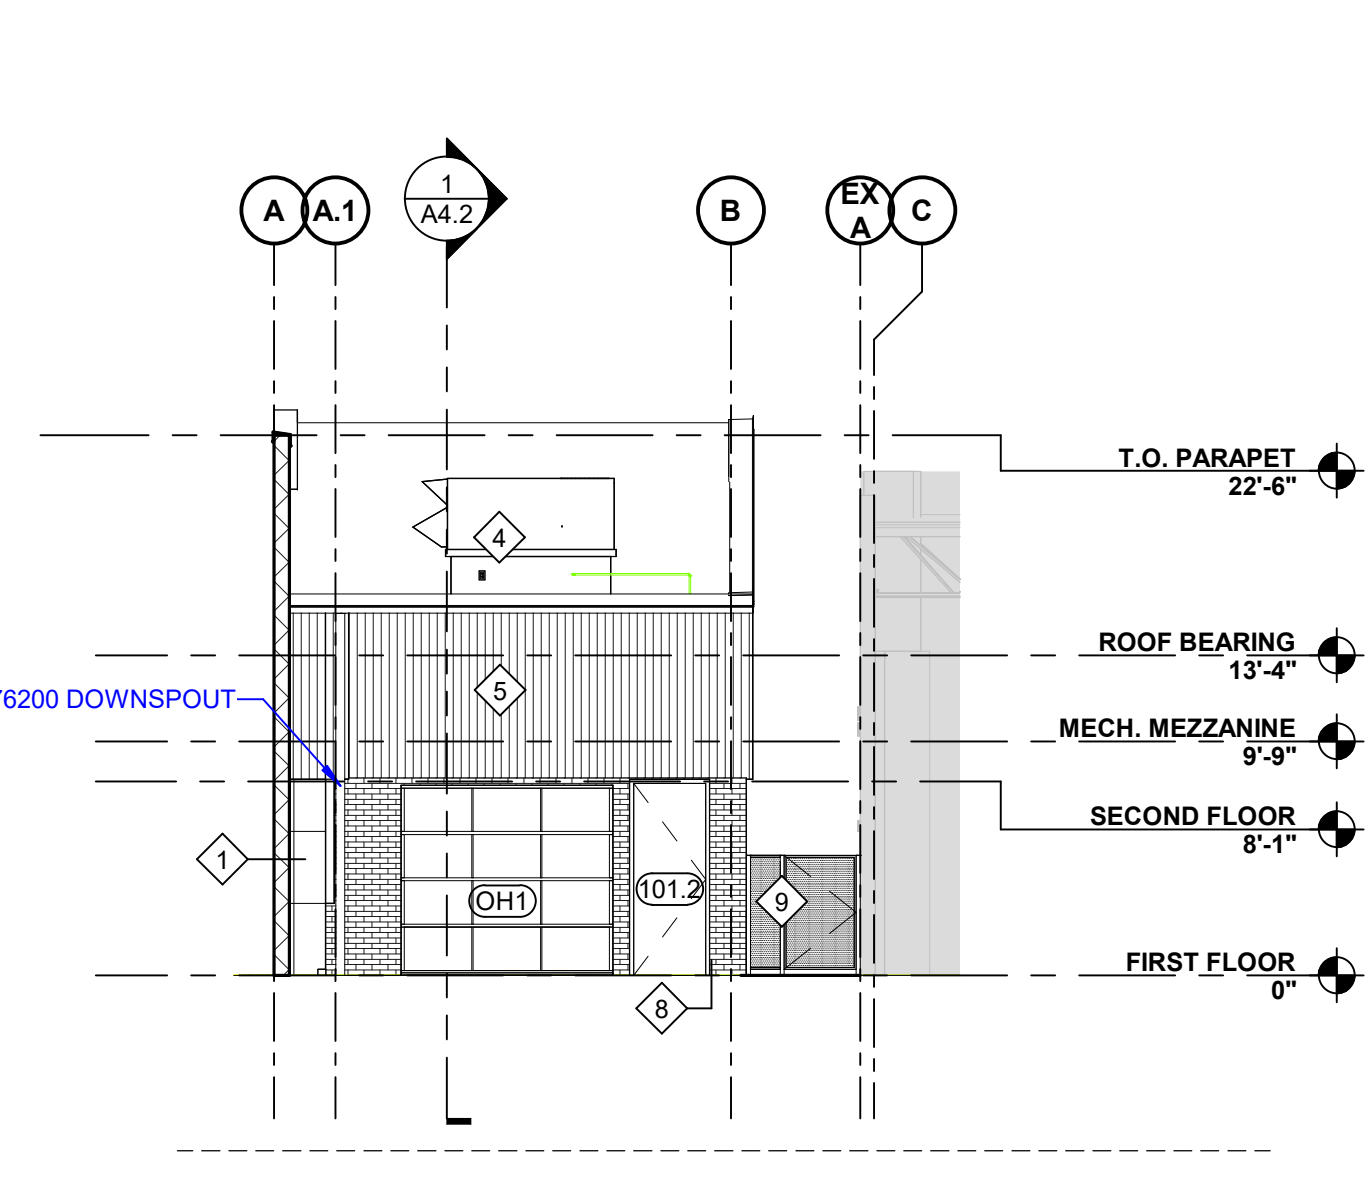 1
A4.2
A
A.1
B
EX
A
C
T.O. PARAPET
22'-6"
4
ROOF BEARING
13'-4"
5
76200 DOWNSPOUT
MECH. MEZZANINE
9'-9"
SECOND FLOOR
8'-1"
1
OH1
101.2
9
FIRST FLOOR
0"
8